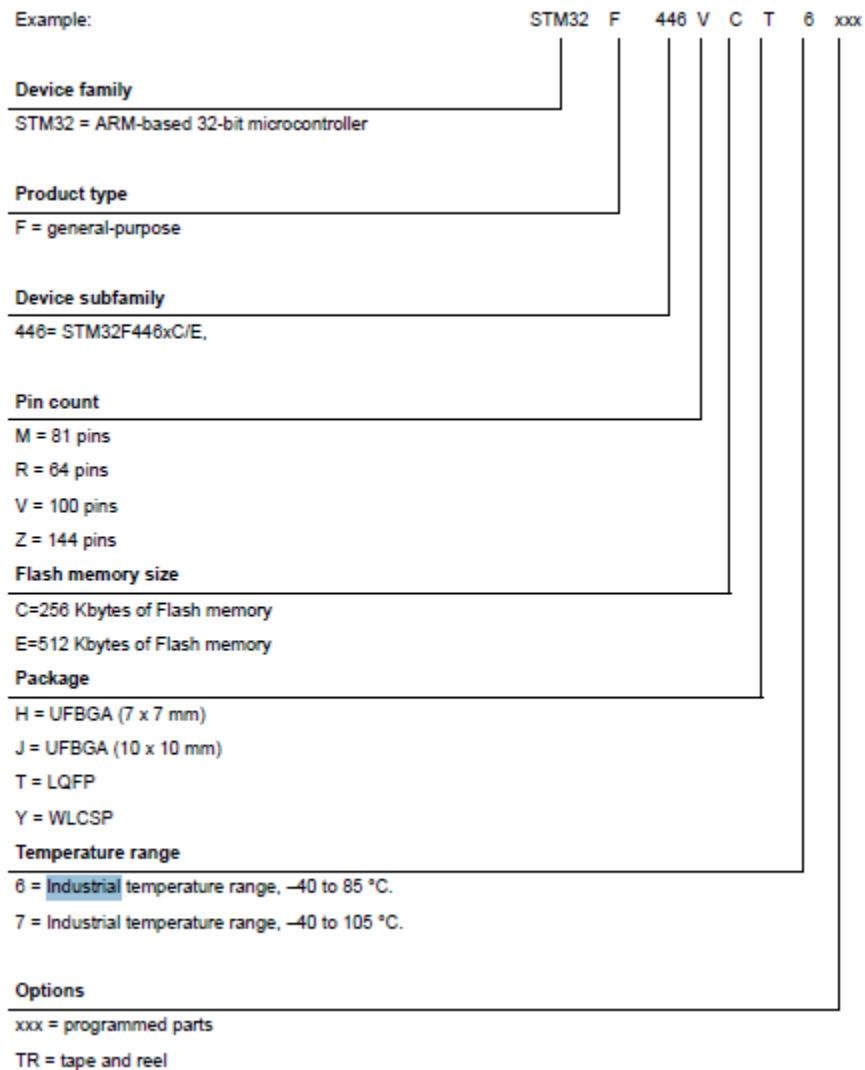 Example: STM32 F 446 V C T 6 xxx
Device family
STM32 = ARM-based 32-bit microcontroller
Product type
F = general-purpose
Device subfamily
446= STM32F446xC/E,
Pin count
M = 81 pins
R = 64 pins
V = 100 pins
Z = 144 pins
Flash memory size
C=256 Kbytes of Flash memory
E=512 Kbytes of Flash memory
Package
H = UFBGA (7 x 7 mm)
J = UFBGA (10 x 10 mm)
T = LQFP
Y = WLCSP
Temperature range
6 = Industrial temperature range, –40 to 85 °C.
7 = Industrial temperature range, –40 to 105 °C.
Options
xxx = programmed parts
TR = tape and reel